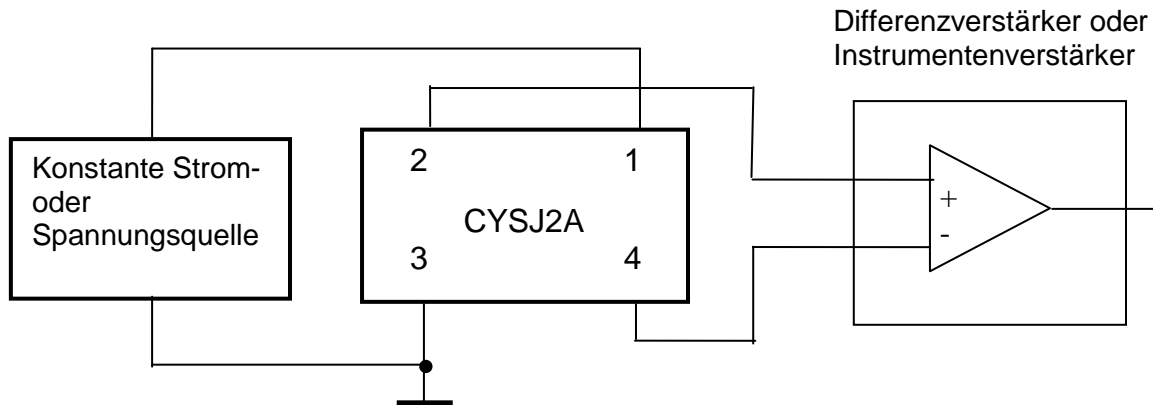 Differenzverstärker oder
Instrumentenverstärker
Konstante Strom-
oder
Spannungsquelle
2 1
CYSJ2A
3 4
+
-